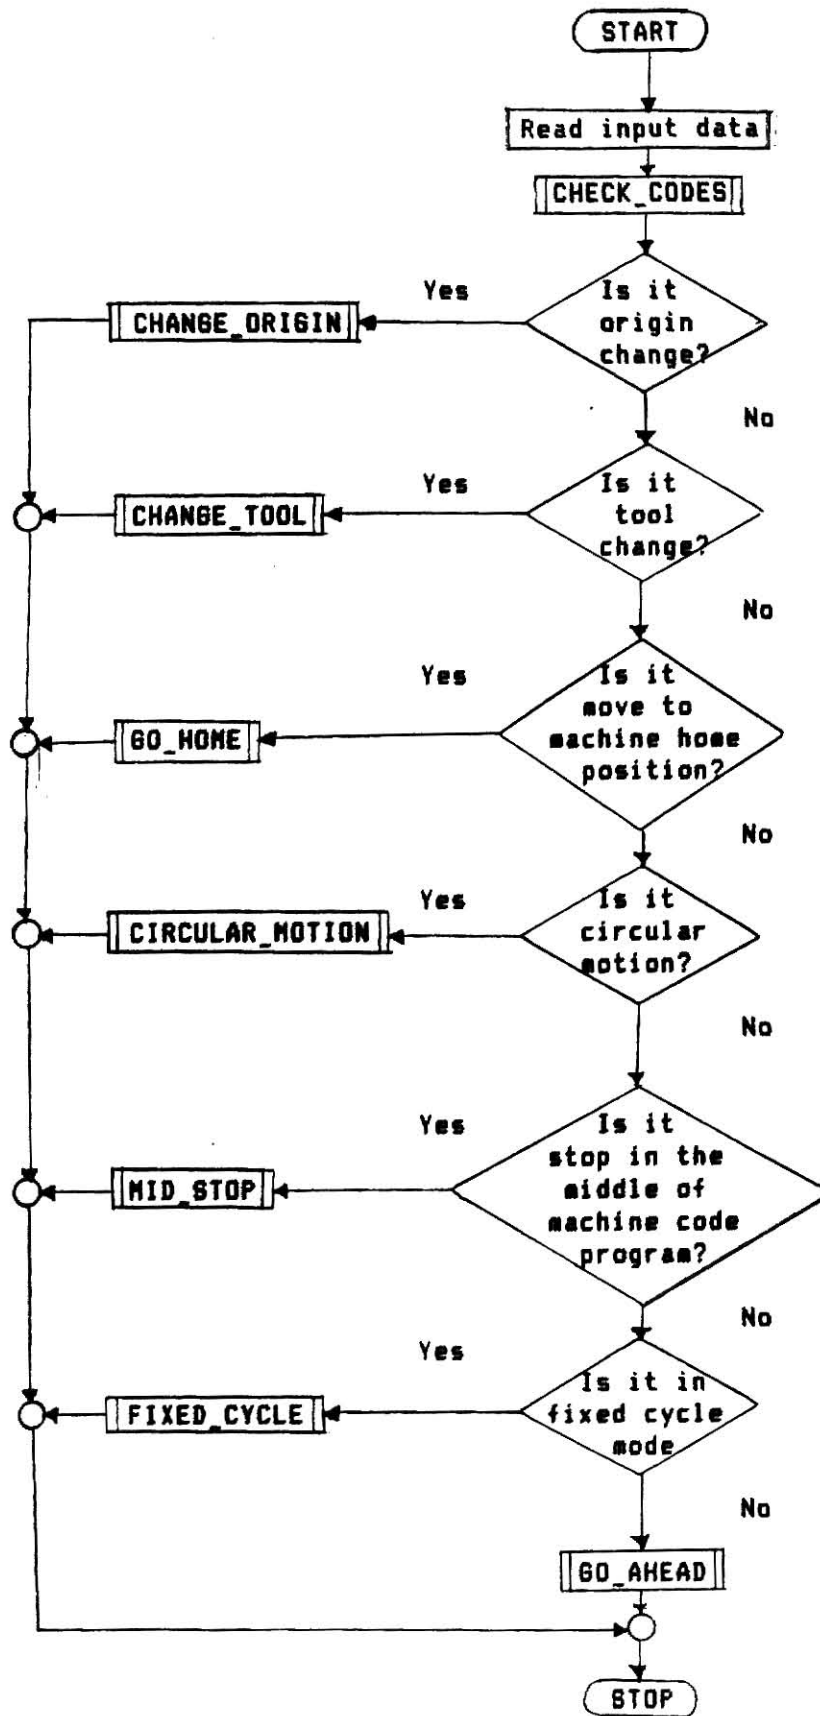 START
Read input data
CHECK_CODES
Yes
Is it
origin
change?
CHANGE_ORIGIN
No
Yes
Is it
tool
change?
CHANGE_TOOL
No
Yes
Is it
move to
machine home
position?
GO_HOME
No
Yes
Is it
circular
motion?
CIRCULAR_MOTION
No
Yes
Is it
stop in the
middle of
machine code
program?
MID_STOP
No
Yes
Is it in
fixed cycle
mode
FIXED_CYCLE
No
GO_AHEAD
STOP